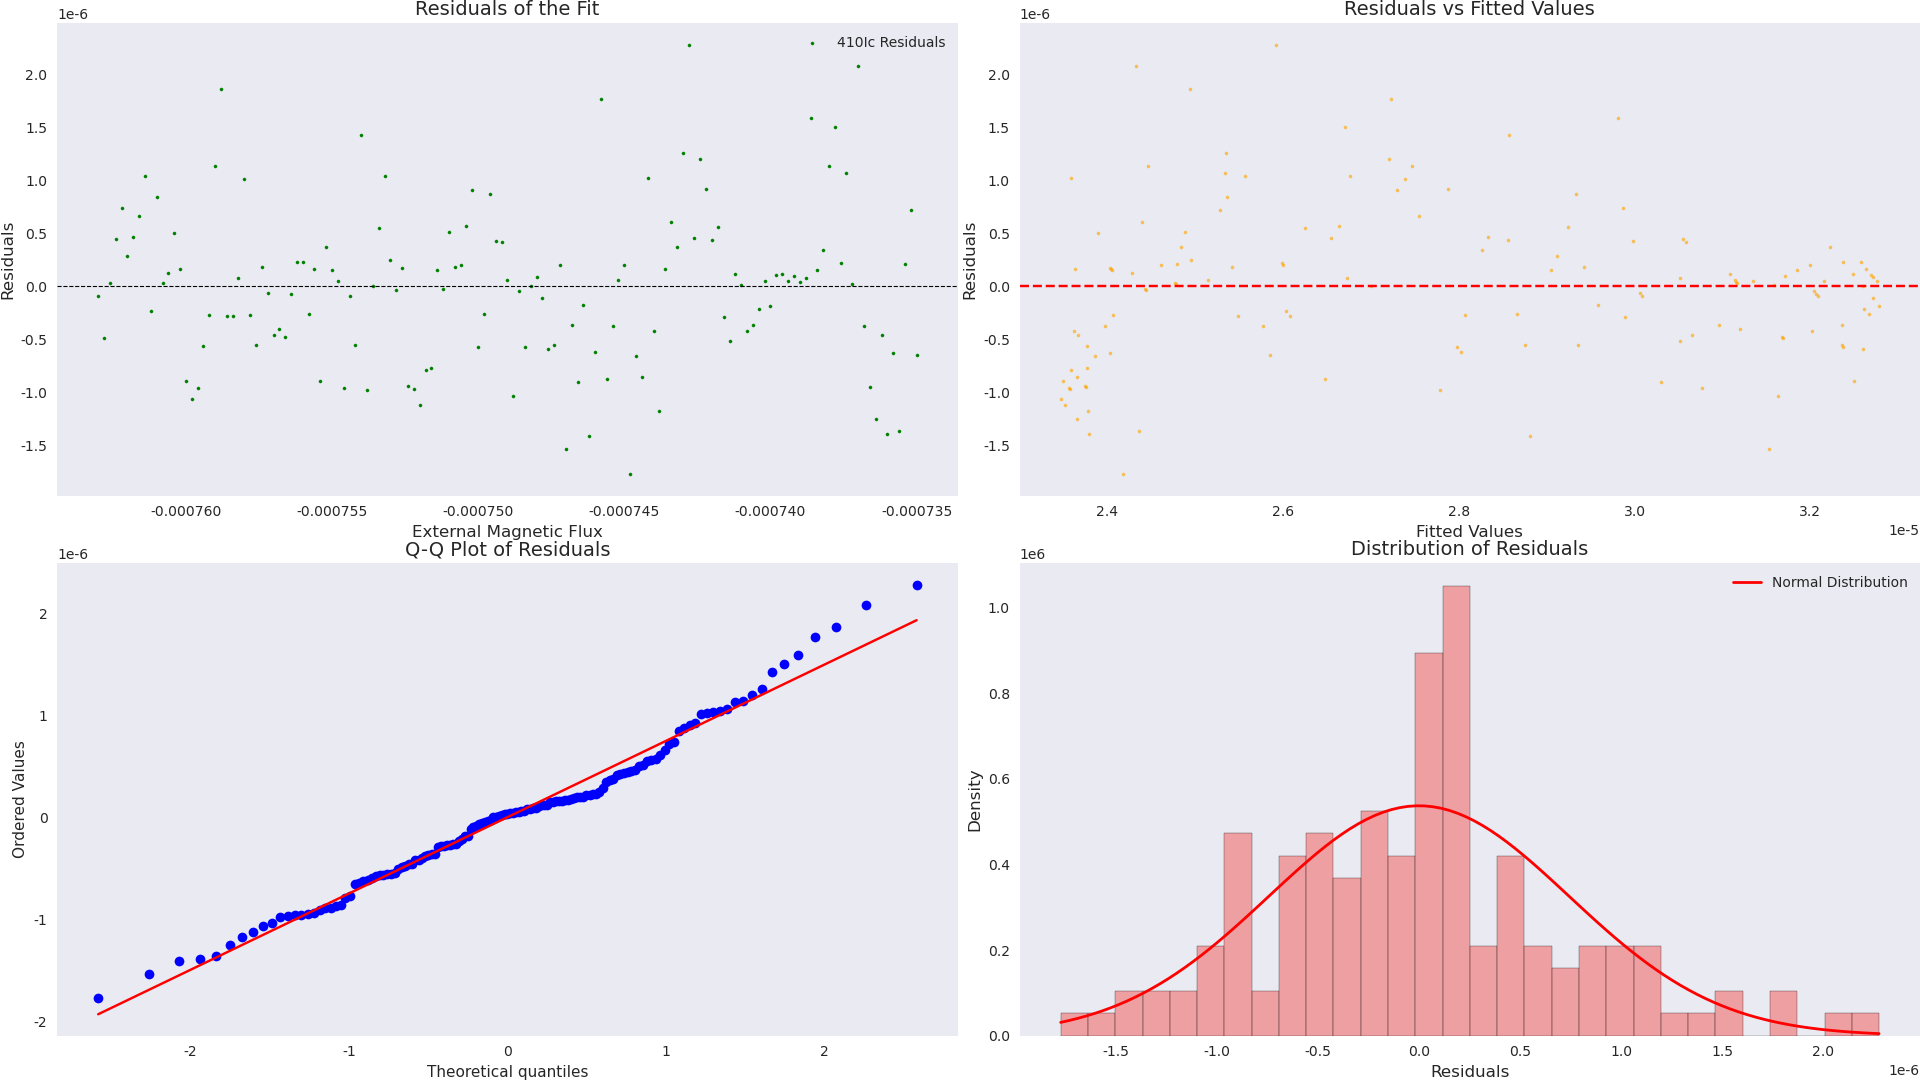 Residuals of the Fit
1e-6
410Ic Residuals
2.0
1.5
1.0
0.5
0.0
-0.5
-1.0
-1.5
Residuals
-0.000760 -0.000755 -0.000750 -0.000745 -0.000740 -0.000735
External Magnetic Flux
Residuals vs Fitted Values
1e-6
2.0
1.5
1.0
0.5
0.0
-0.5
-1.0
-1.5
Residuals
2.4 2.6 2.8 3.0 3.2
1e-5
Fitted Values
Q-Q Plot of Residuals
1e-6
2
1
0
-1
-2
Ordered Values
-2 -1 0 1 2
Theoretical quantiles
Distribution of Residuals
1e6
Normal Distribution
1.0
0.8
0.6
0.4
0.2
0.0
Density
-1.5 -1.0 -0.5 0.0 0.5 1.0 1.5 2.0
1e-6
Residuals